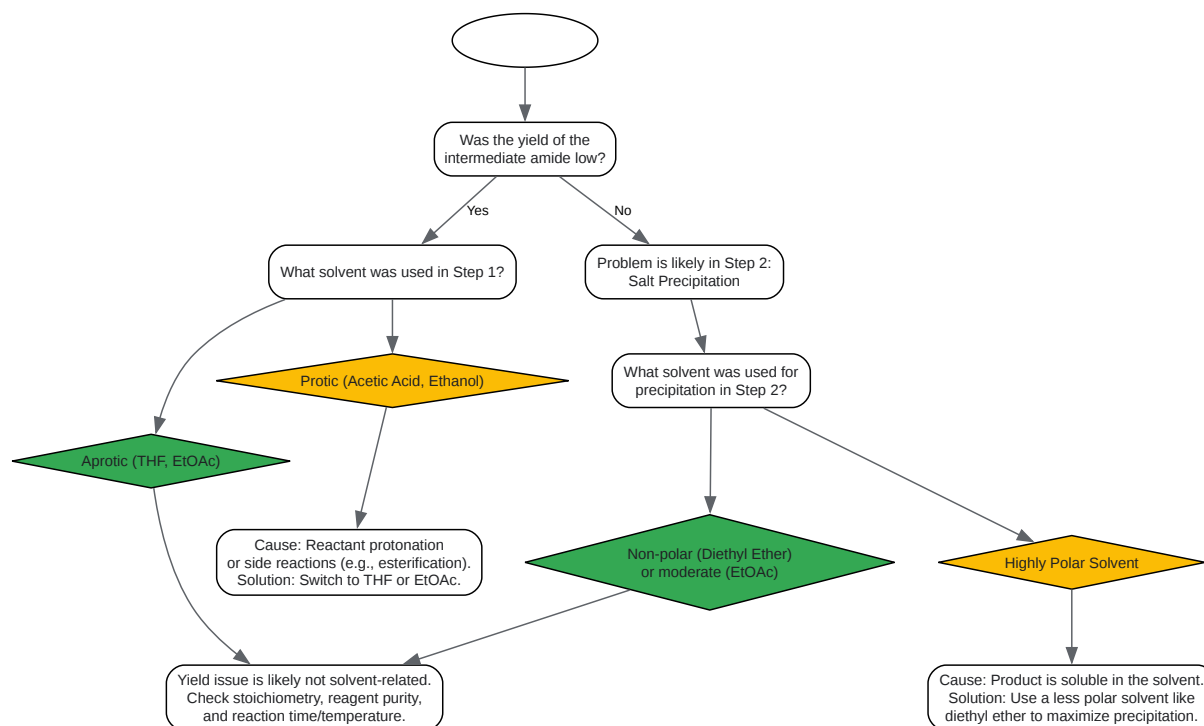 Was the yield of the
intermediate amide low?
Yes
No
What solvent was used in Step 1?
Problem is likely in Step 2:
Salt Precipitation
Protic (Acetic Acid, Ethanol)
What solvent was used for
precipitation in Step 2?
Aprotic (THF, EtOAc)
Cause: Reactant protonation
or side reactions (e.g., esterification).
Solution: Switch to THF or EtOAc.
Non-polar (Diethyl Ether)
or moderate (EtOAc)
Highly Polar Solvent
Yield issue is likely not solvent-related.
Check stoichiometry, reagent purity,
and reaction time/temperature.
Cause: Product is soluble in the solvent.
Solution: Use a less polar solvent like
diethyl ether to maximize precipitation.